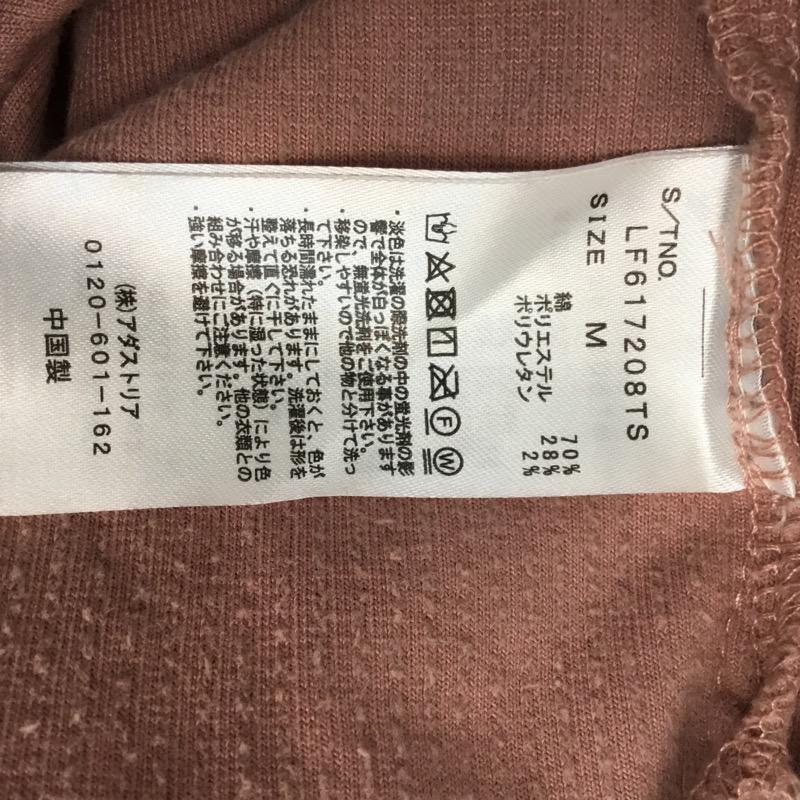 S/TNO.
LF617208TS
SIZE M
綿 70%
ポリエステル 28%
ポリウレタン 2%
F W
・淡色は洗濯の際洗剤の中の蛍光剤の影
響で全体が白っぽくなる事があります
ので、無蛍光洗剤をご使用下さい。
・移染しやすいので他の物と分けて洗っ
て下さい。
・長時間濡れたままにしておくと、色が
落ちる恐れがあります。洗濯後は形を
整えて直ぐに干して下さい。
・汗や摩擦(特に湿った状態)により色
が移る場合があります。他の衣類との
組み合わせにご注意ください。
・強い摩擦を避けて下さい。
(株)アダストリア
0120-601-162
中国製